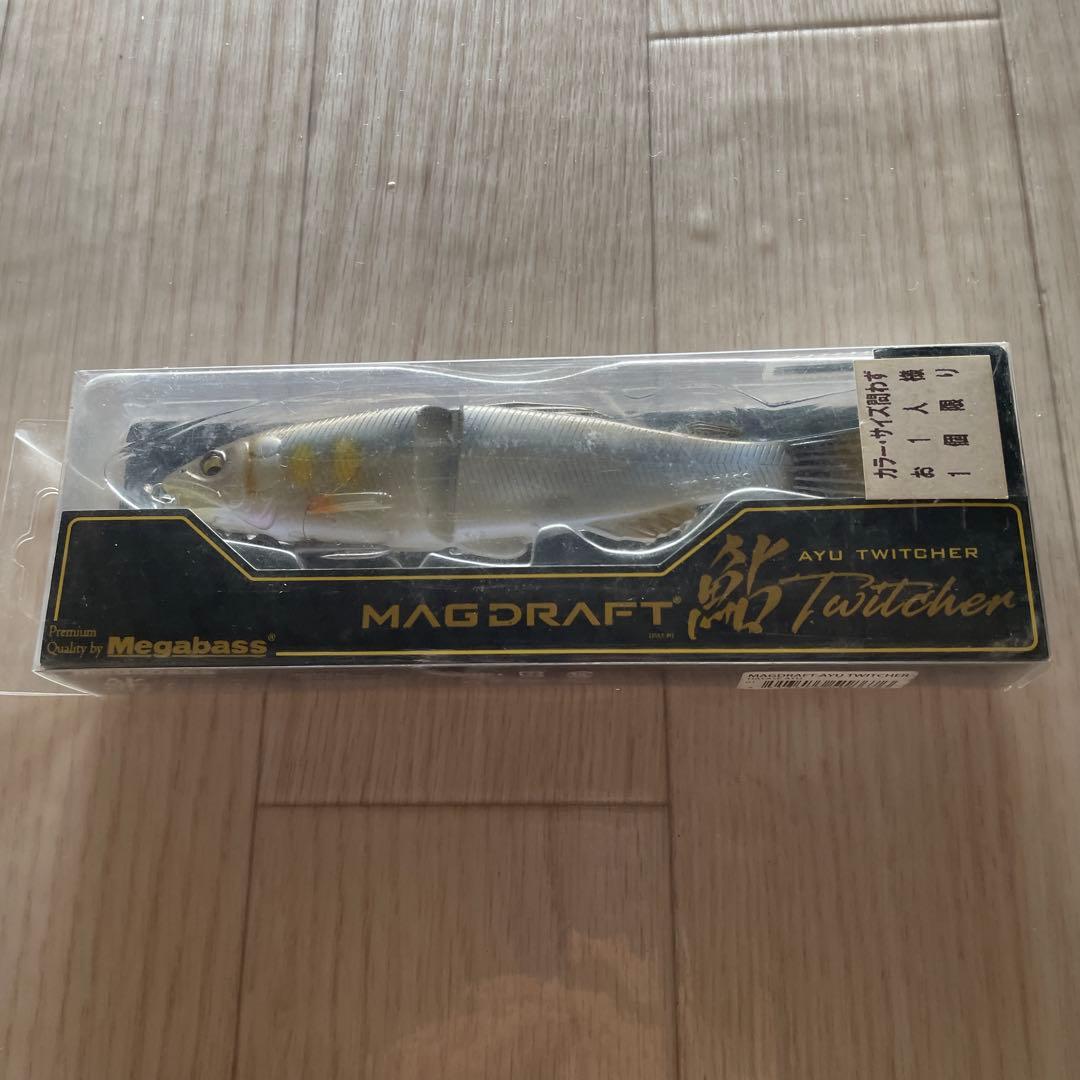 カラー・サイズ問わず
お1人様
1個限り
AYU TWITCHER
MAGDRAFT®
鮎
Twitcher
Premium
Quality by Megabass®
MAGDRAFT AYU TWITCHER